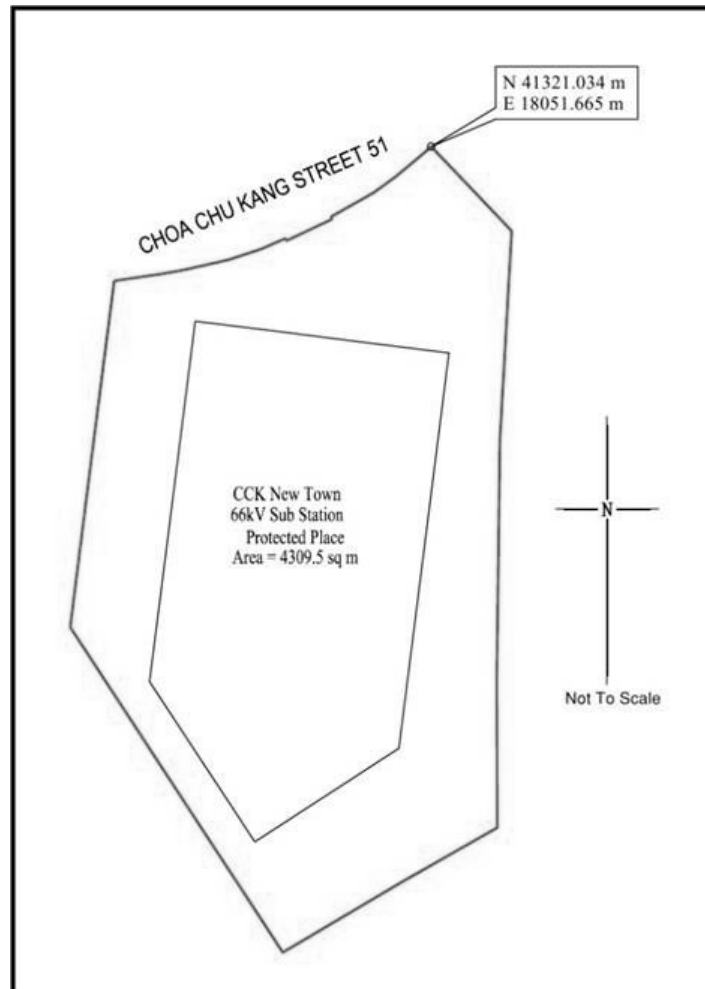 N 41321.034 m
E 18051.665 m
CHOA CHU KANG STREET 51
CCK New Town
66kV Sub Station
Protected Place
Area = 4309.5 sq m
N
Not To Scale